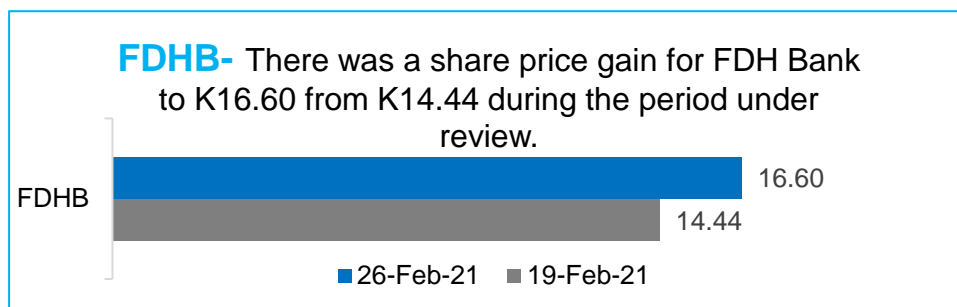 FDHB- There was a share price gain for FDH Bank
to K16.60 from K14.44 during the period under
review.
16.60
FDHB
14.44
26-Feb-21 19-Feb-21